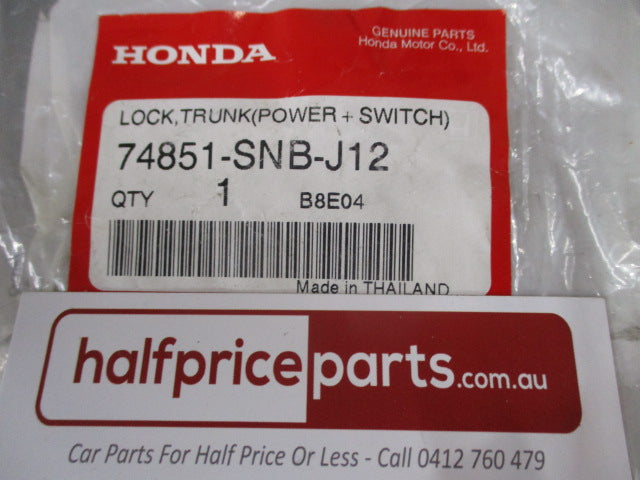 HONDA
GENUINE PARTS
Honda Motor Co., Ltd.
LOCK,TRUNK(POWER + SWITCH)
74851-SNB-J12
QTY 1 B8E04
Made in THAILAND
halfpriceparts.com.au
Car Parts For Half Price Or Less - Call 0412 760 479